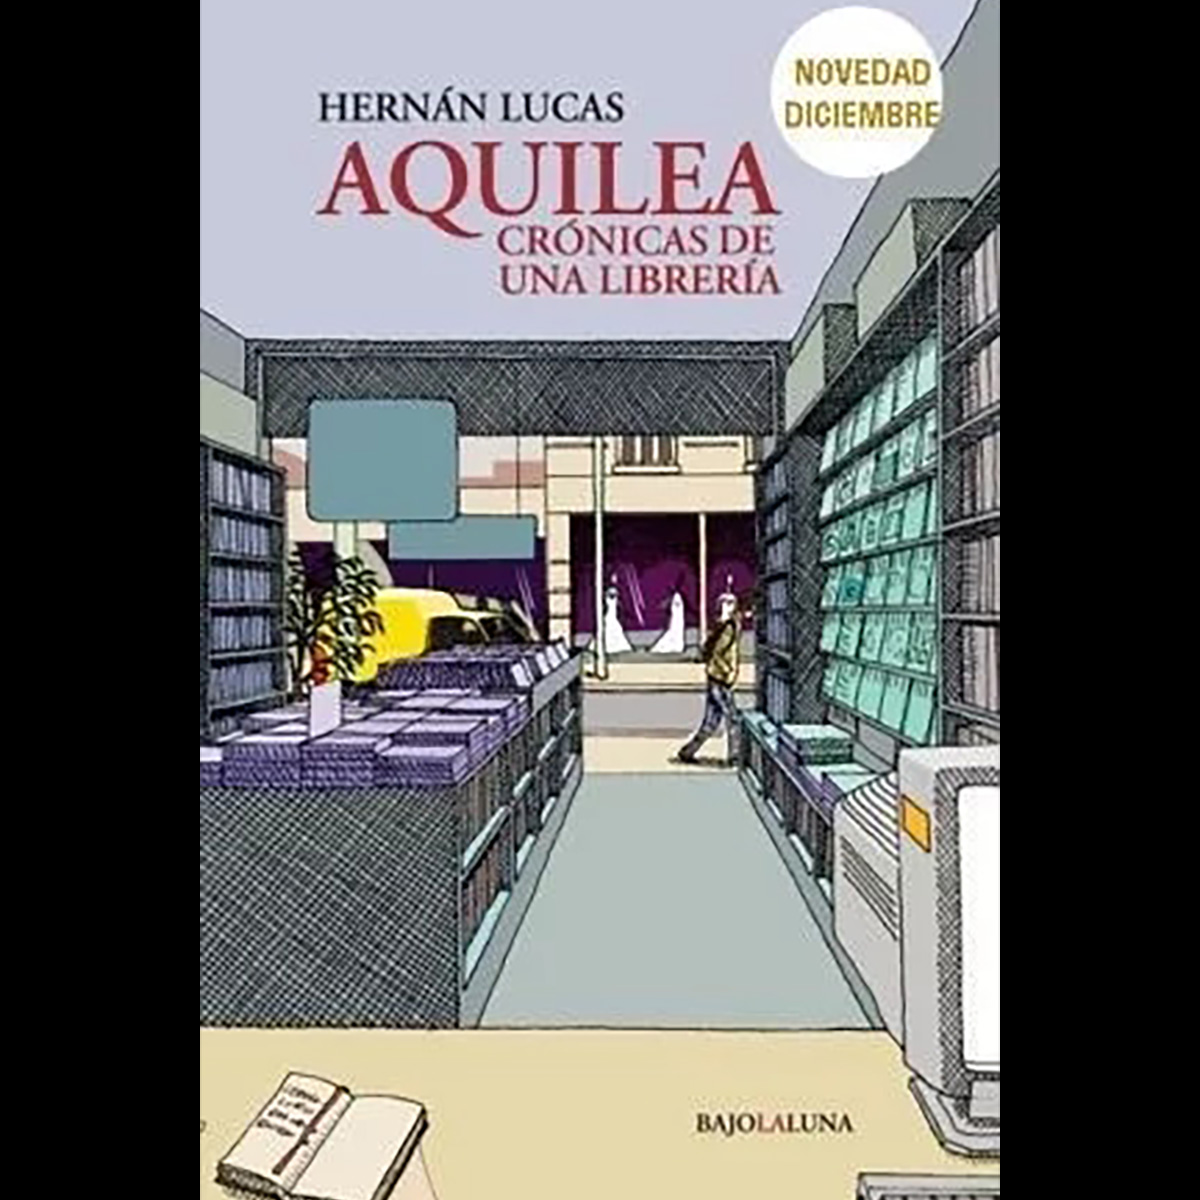 NOVEDAD
DICIEMBRE
HERNÁN LUCAS
AQUILEA
CRÓNICAS DE
UNA LIBRERÍA
BAJOLALUNA